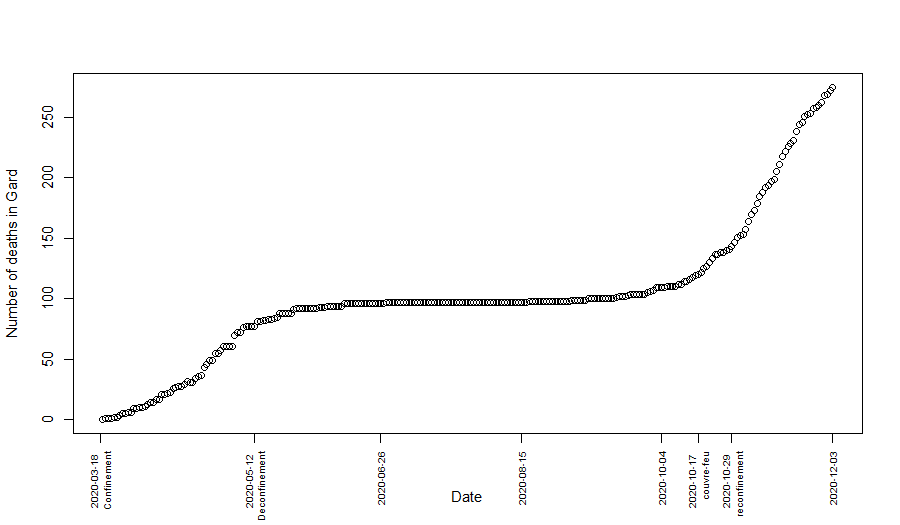 Number of deaths in Gard
250
200
150
100
50
0
2020-03-18
Confinement
2020-05-12
Deconfinement
2020-06-26
2020-08-15
2020-10-04
2020-10-17
couvre-feu
2020-10-29
reconfinement
2020-12-03
Date